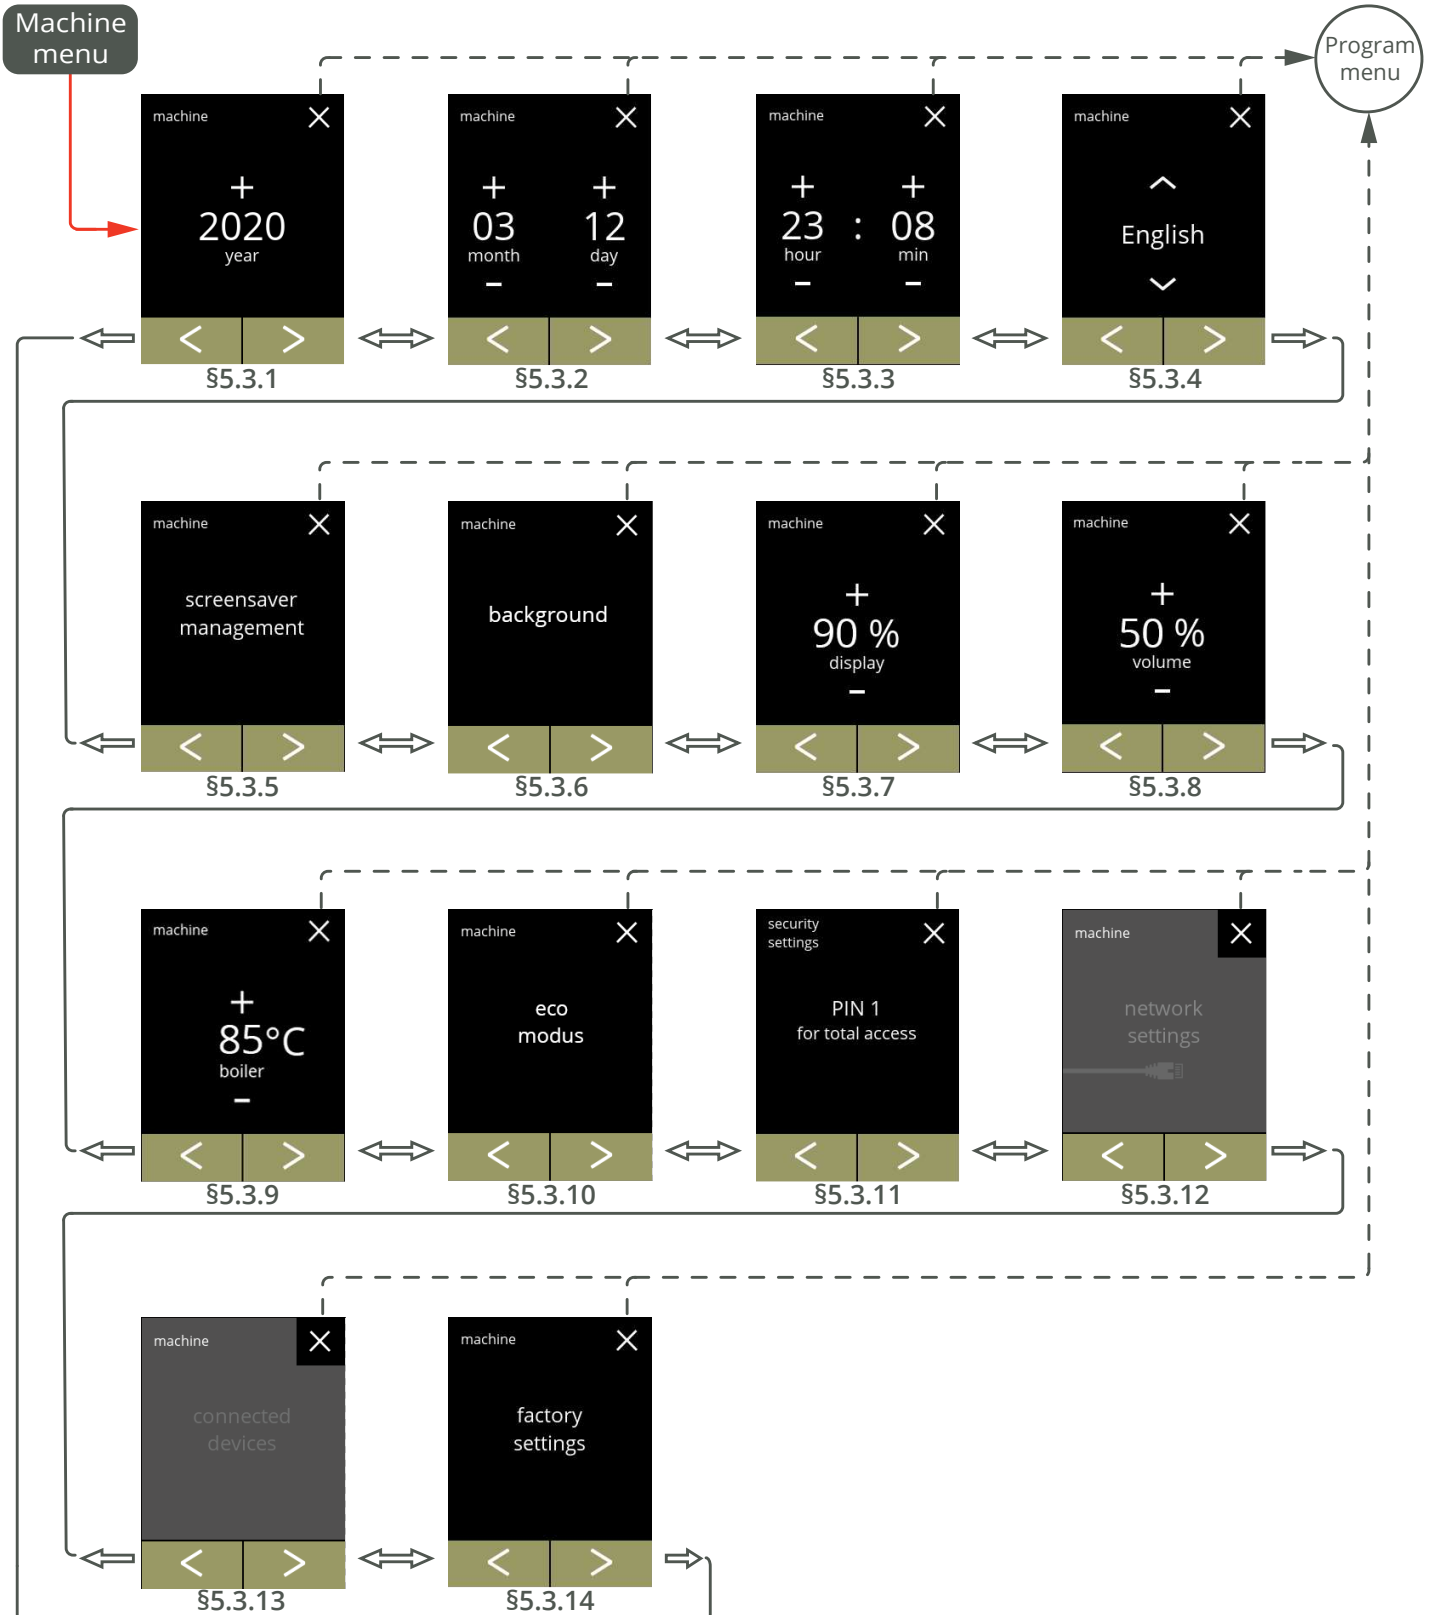 Machine
menu
Program
menu
machine
+
2020
year
machine
+ +
03 12
month day
- -
machine
+ +
23 : 08
hour min
- -
machine
English
< >
< >
< >
< >
§5.3.1
§5.3.2
§5.3.3
§5.3.4
machine
screensaver
management
machine
background
machine
+
90 %
display
-
machine
+
50 %
volume
-
< >
< >
< >
< >
§5.3.5
§5.3.6
§5.3.7
§5.3.8
machine
+
85°C
boiler
-
machine
eco
modus
security
settings
PIN 1
for total access
machine
network
settings
< >
< >
< >
< >
§5.3.9
§5.3.10
§5.3.11
§5.3.12
machine
connected
devices
machine
factory
settings
< >
< >
§5.3.13
§5.3.14